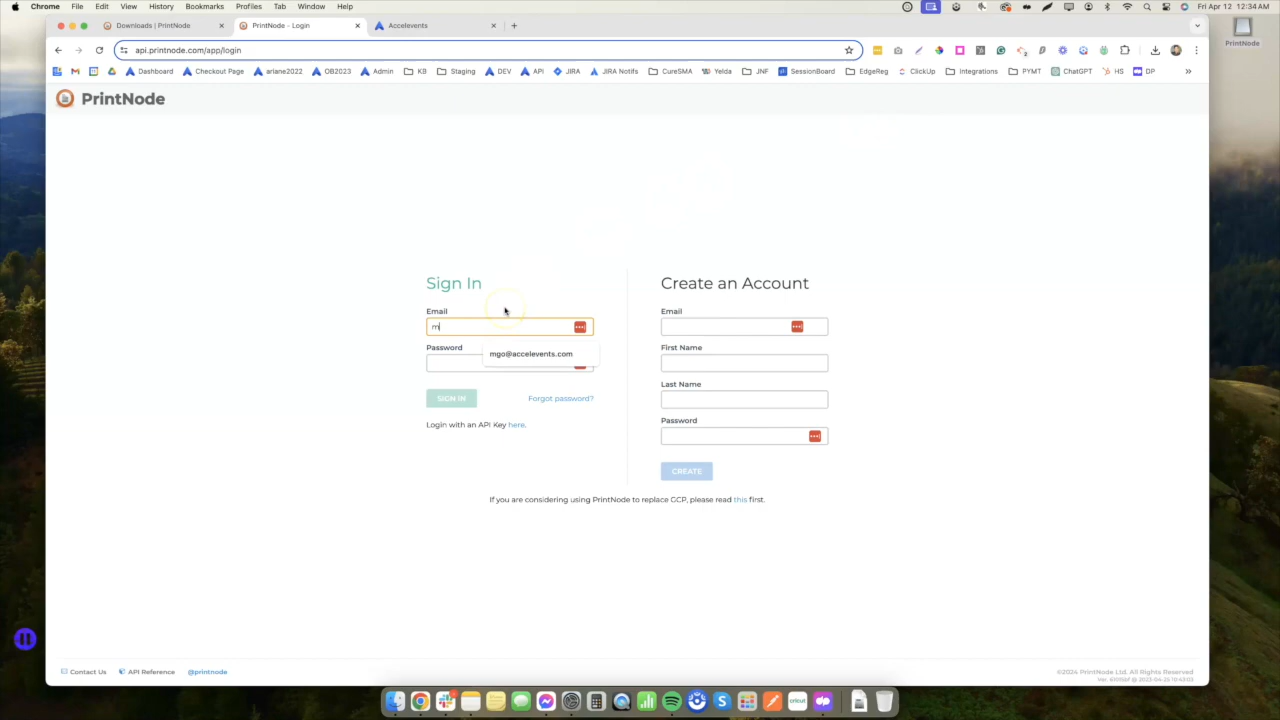 Chrome File Edit View History Bookmarks Profiles Tab Window Help Fri Apr 12 12:34 AM
Downloads | PrintNode PrintNode - Login Accelevents
PrintNode
api.printnode.com/app/login
Dashboard Checkout Page ariane2022 OB2023 Admin KB Staging DEV API JIRA JIRA Notifs CureSMA Yelda JNF SessionBoard EdgeReg ClickUp Integrations PYMT ChatGPT HS DP
PrintNode
Sign In
Email
m
mgo@accelevents.com
Password
SIGN IN Forgot password?
Login with an API Key here.
Create an Account
Email
First Name
Last Name
Password
CREATE
If you are considering using PrintNode to replace GCP, please read this first.
Contact Us API Reference @printnode
©2024 PrintNode Ltd. All Rights Reserved